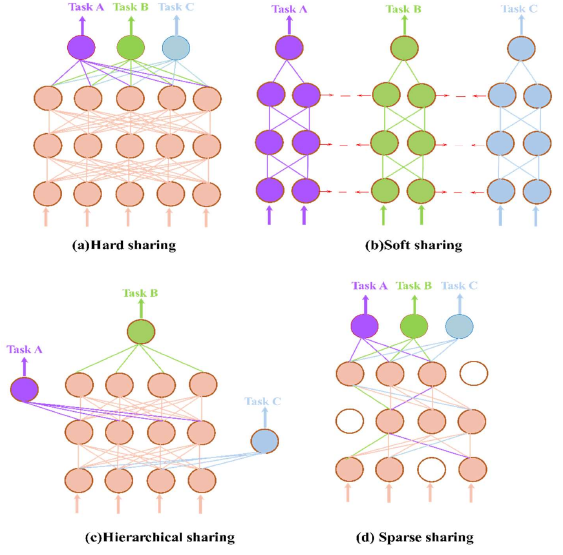 Task A Task B Task C
Task A Task B Task C
(a)Hard sharing
(b)Soft sharing
Task B
Task A
Task C
Task A Task B Task C
(c)Hierarchical sharing
(d) Sparse sharing